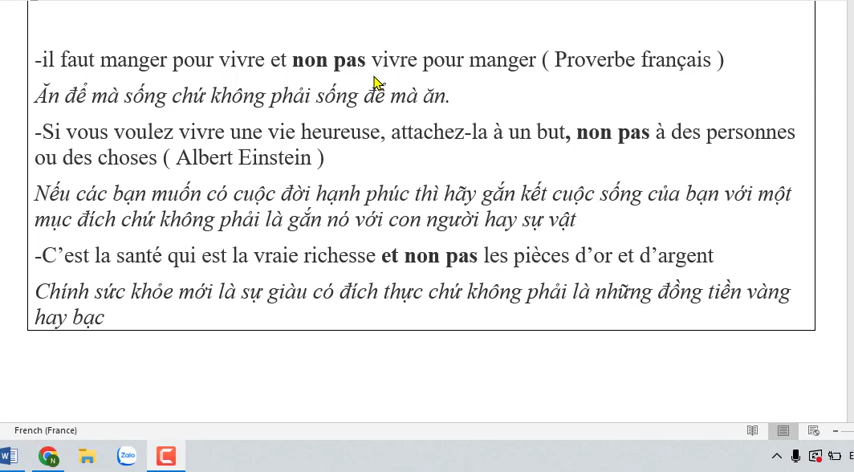 -il faut manger pour vivre et non pas vivre pour manger ( Proverbe français )
Ăn để mà sống chứ không phải sống để mà ăn.
-Si vous voulez vivre une vie heureuse, attachez-la à un but, non pas à des personnes
ou des choses ( Albert Einstein )
Nếu các bạn muốn có cuộc đời hạnh phúc thì hãy gắn kết cuộc sống của bạn với một
mục đích chứ không phải là gắn nó với con người hay sự vật
-C’est la santé qui est la vraie richesse et non pas les pièces d’or et d’argent
Chính sức khỏe mới là sự giàu có đích thực chứ không phải là những đồng tiền vàng
hay bạc
French (France)
Zalo